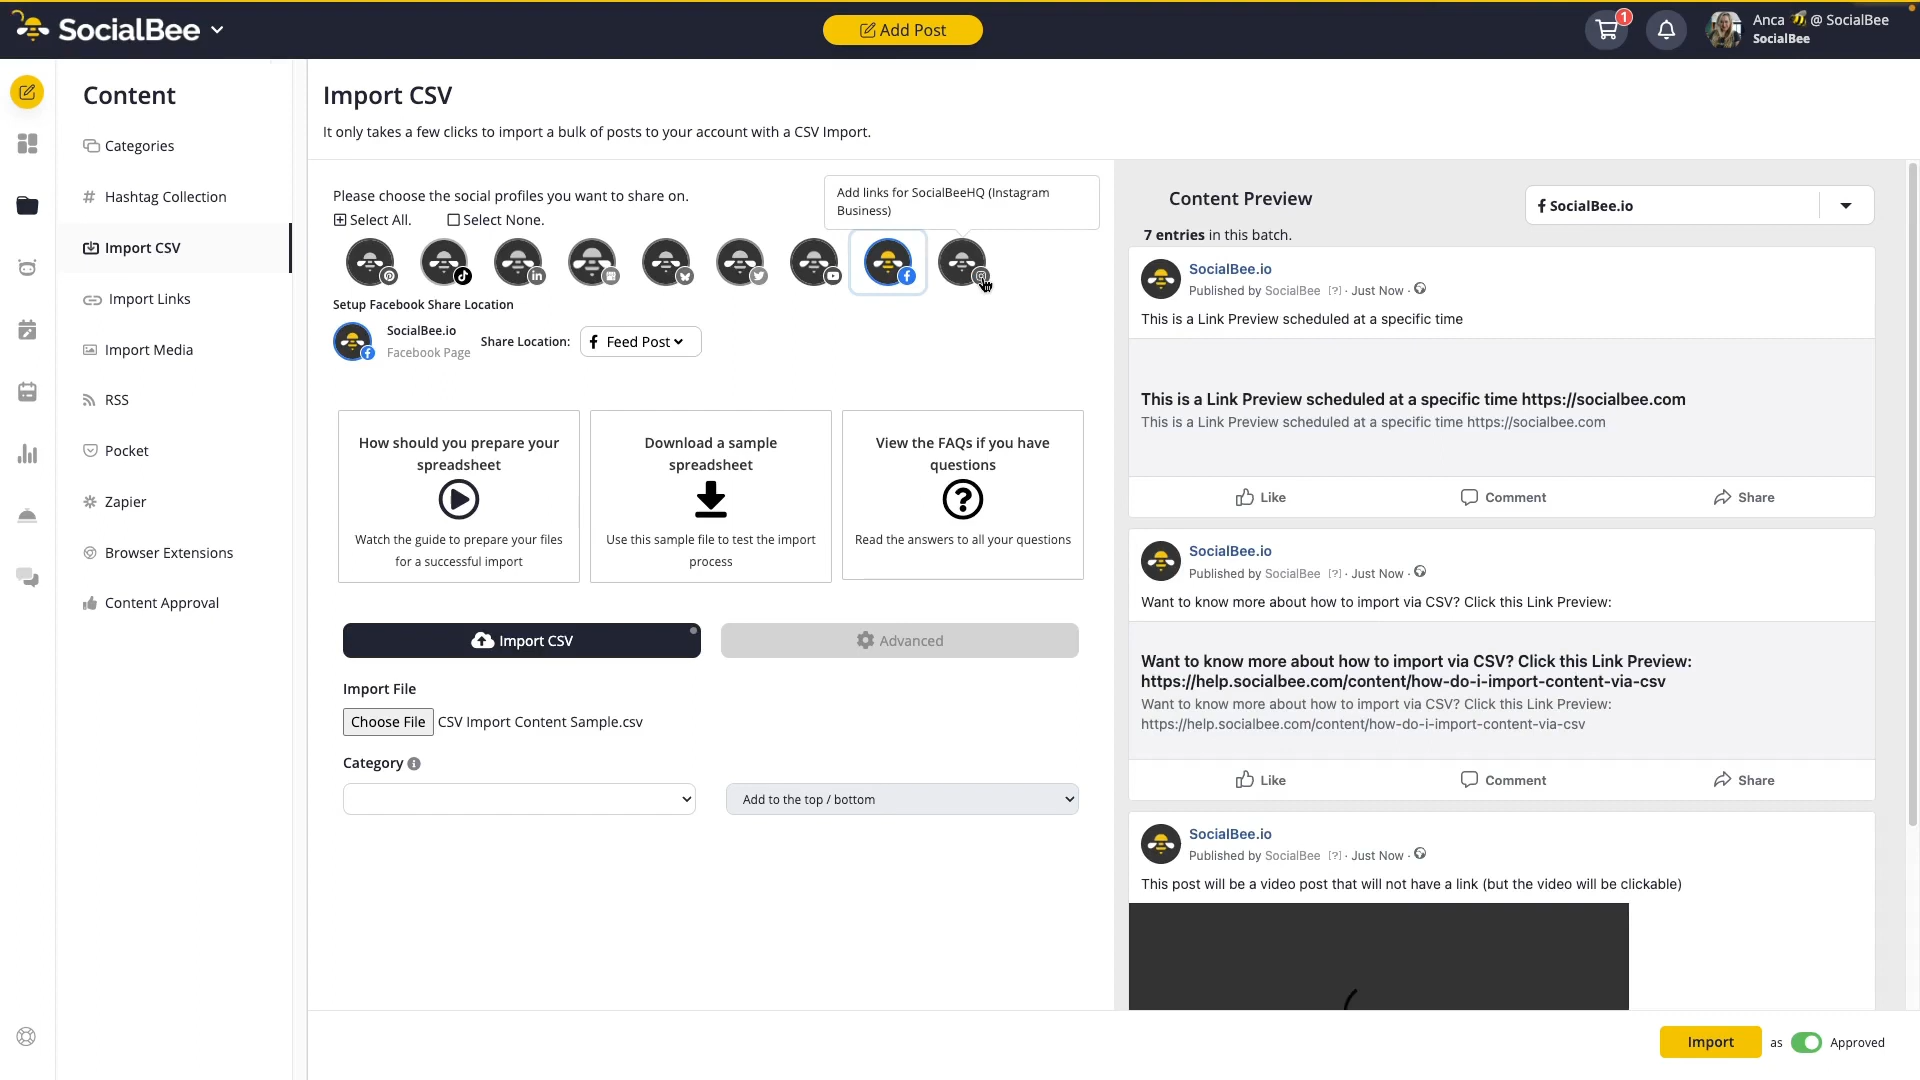 SocialBee
Add Post
1
Anca @ SocialBee
SocialBee
Content
Categories
Hashtag Collection
Import CSV
Import Links
Import Media
RSS
Pocket
Zapier
Browser Extensions
Content Approval
Import CSV
It only takes a few clicks to import a bulk of posts to your account with a CSV Import.
Please choose the social profiles you want to share on.
Select All.
Select None.
Add links for SocialBeeHQ (Instagram
Business)
Setup Facebook Share Location
SocialBee.io
Facebook Page
Share Location:
Feed Post
How should you prepare your
spreadsheet
Watch the guide to prepare your files
for a successful import
Download a sample
spreadsheet
Use this sample file to test the import
process
View the FAQs if you have
questions
Read the answers to all your questions
Import CSV
Advanced
Import File
Choose File CSV Import Content Sample.csv
Category
Add to the top / bottom
Content Preview
SocialBee.io
7 entries in this batch.
SocialBee.io
Published by SocialBee [?] · Just Now ·
This is a Link Preview scheduled at a specific time
This is a Link Preview scheduled at a specific time https://socialbee.com
This is a Link Preview scheduled at a specific time https://socialbee.com
Like
Comment
Share
SocialBee.io
Published by SocialBee [?] · Just Now ·
Want to know more about how to import via CSV? Click this Link Preview:
Want to know more about how to import via CSV? Click this Link Preview:
https://help.socialbee.com/content/how-do-i-import-content-via-csv
Want to know more about how to import via CSV? Click this Link Preview:
https://help.socialbee.com/content/how-do-i-import-content-via-csv
Like
Comment
Share
SocialBee.io
Published by SocialBee [?] · Just Now ·
This post will be a video post that will not have a link (but the video will be clickable)
Import
as
Approved